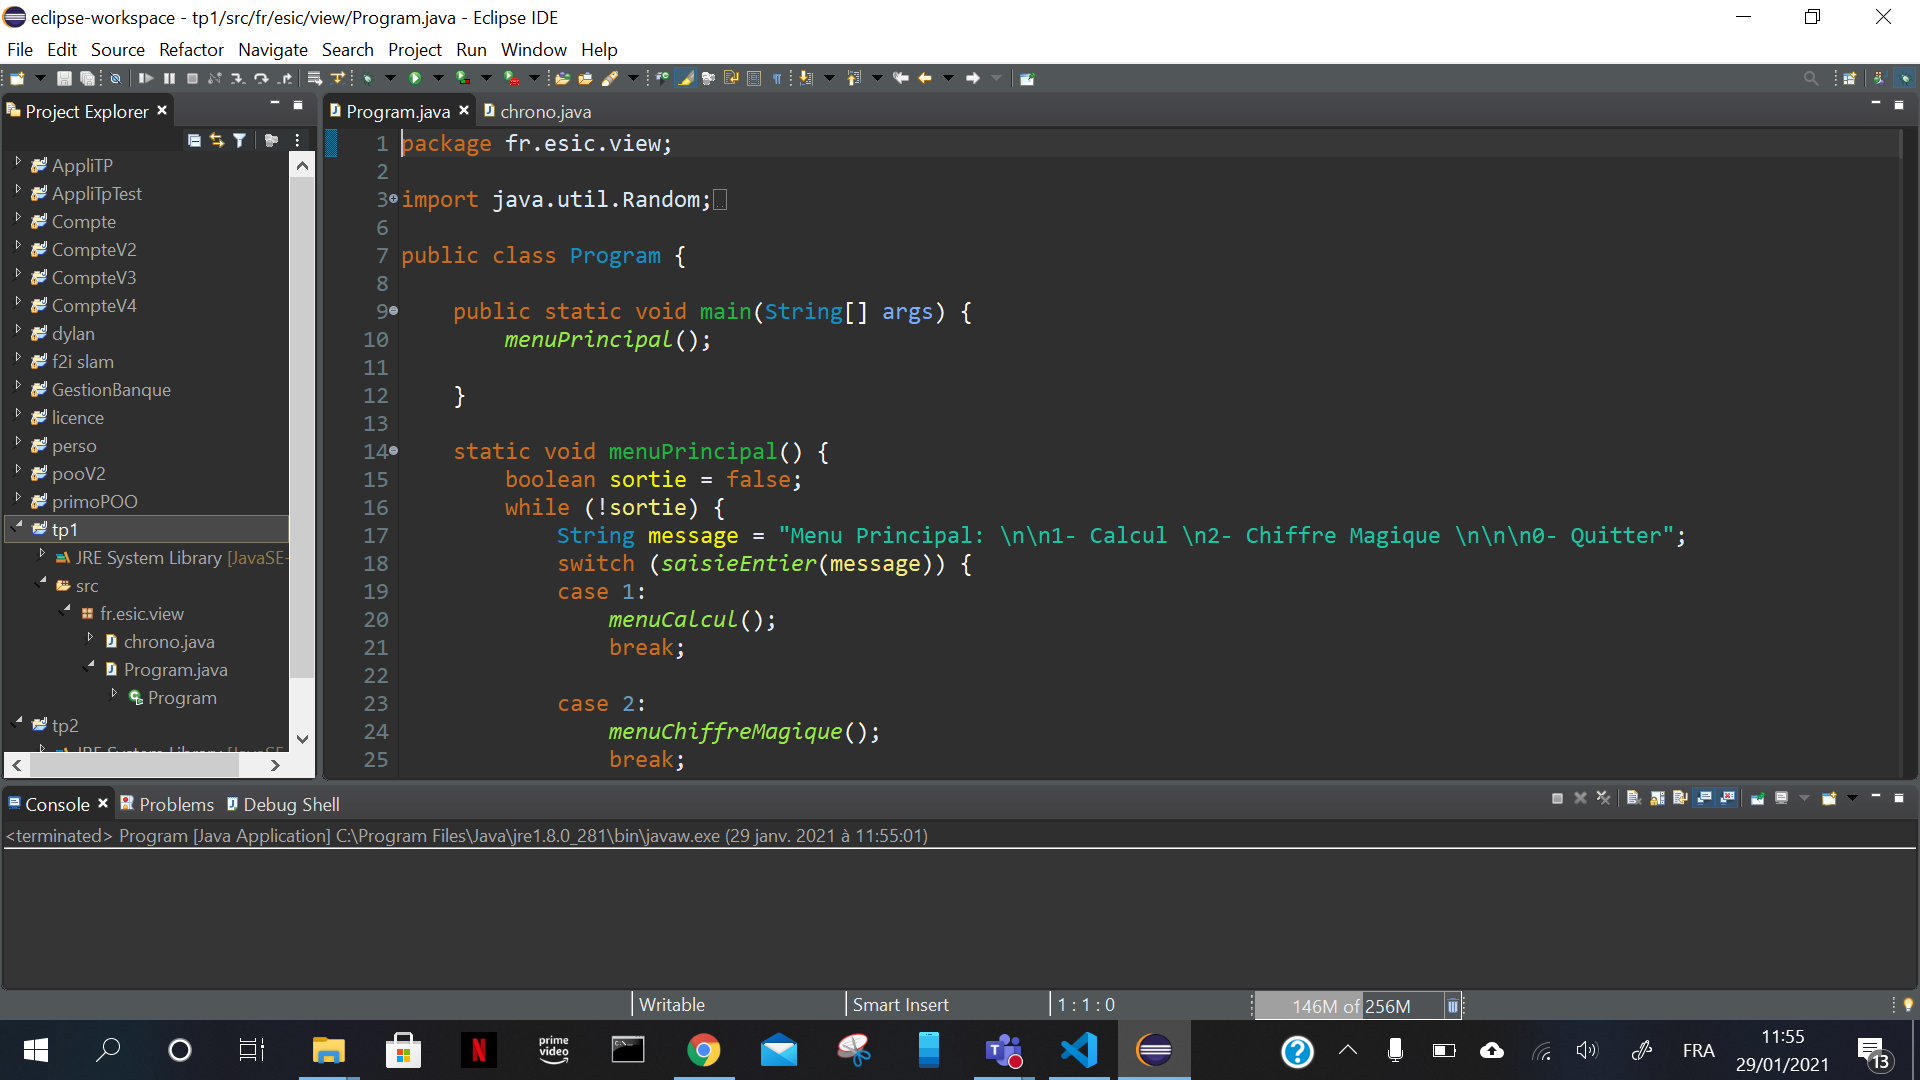 eclipse-workspace - tp1/src/fr/esic/view/Program.java - Eclipse IDE
File Edit Source Refactor Navigate Search Project Run Window Help
Project Explorer
Program.java chrono.java
AppliTP
AppliTpTest
Compte
CompteV2
CompteV3
CompteV4
dylan
f2i slam
GestionBanque
licence
perso
pooV2
primoPOO
tp1
JRE System Library [JavaSE-
src
fr.esic.view
chrono.java
Program.java
Program
tp2
JRE System Library [JavaSE-
1 package fr.esic.view;
2
3 import java.util.Random;
6
7 public class Program {
8
9 public static void main(String[] args) {
10 menuPrincipal();
11
12 }
13
14 static void menuPrincipal() {
15 boolean sortie = false;
16 while (!sortie) {
17 String message = "Menu Principal: \n\n1- Calcul \n2- Chiffre Magique \n\n\n0- Quitter";
18 switch (saisieEntier(message)) {
19 case 1:
20 menuCalcul();
21 break;
22
23 case 2:
24 menuChiffreMagique();
25 break;
Console Problems Debug Shell
<terminated> Program [Java Application] C:\Program Files\Java\jre1.8.0_281\bin\javaw.exe (29 janv. 2021 à 11:55:01)
Writable Smart Insert 1 : 1 : 0 146M of 256M
N
prime video
FRA
11:55
29/01/2021
13